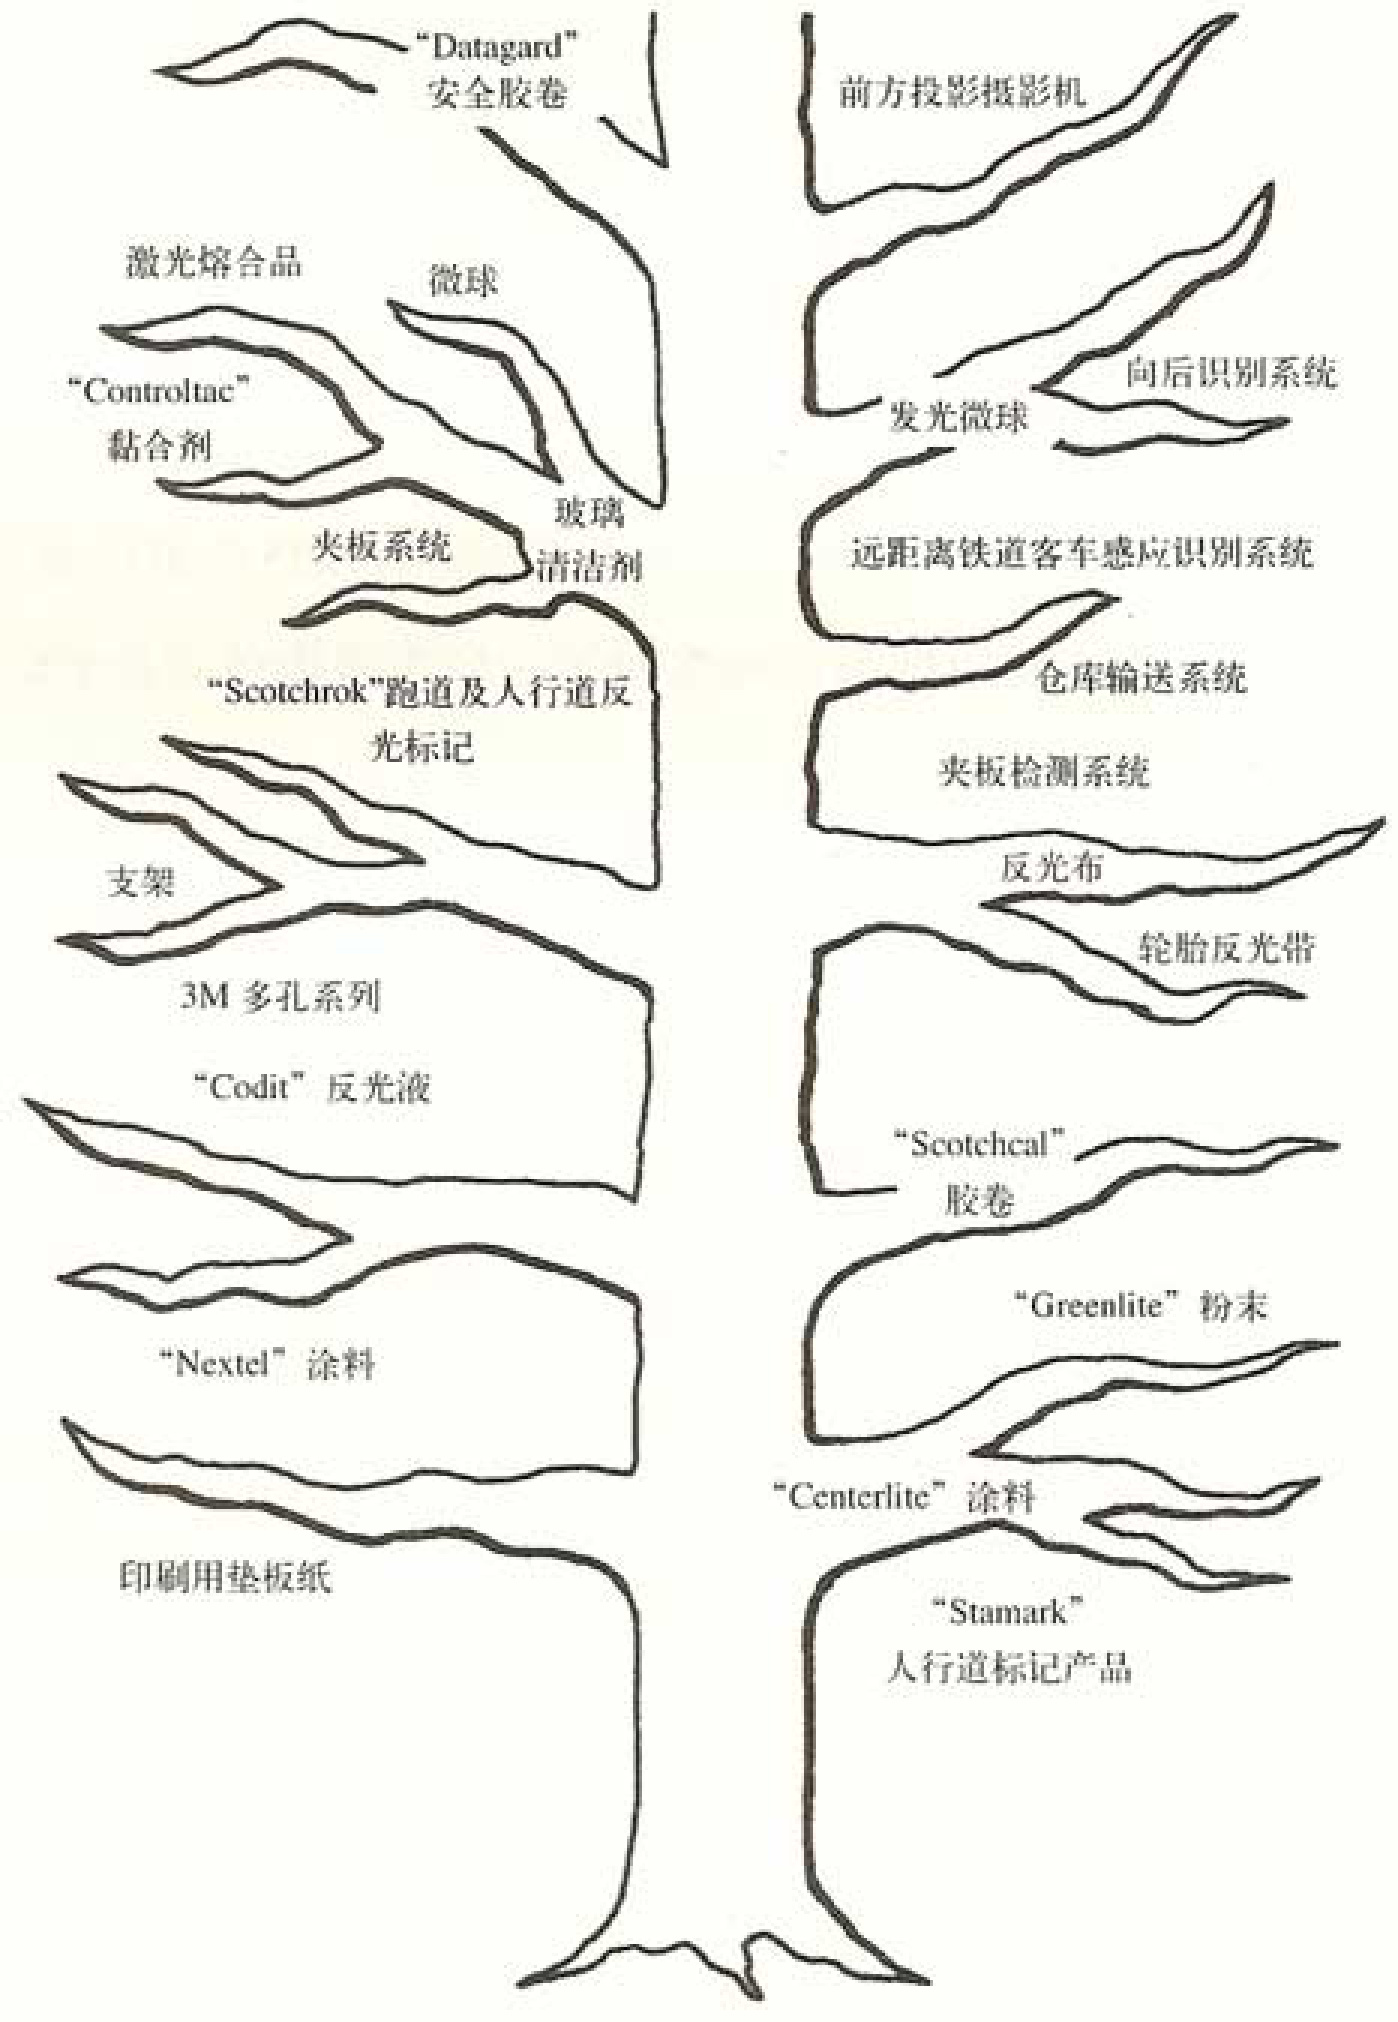 “Datagard”
安全胶卷
前方投影摄影机
激光熔合品
微球
“Controltac”
黏合剂
向后识别系统
发光微球
玻璃
清洁剂
夹板系统
远距离铁道客车感应识别系统
仓库输送系统
“Scotchrok”跑道及人行道反
光标记
夹板检测系统
支架
反光布
轮胎反光带
3M 多孔系列
“Codit” 反光液
“Scotchcal”
胶卷
“Greenlite” 粉末
“Nextel” 涂料
“Centerlite” 涂料
印刷用垫板纸
“Stamark”
人行道标记产品